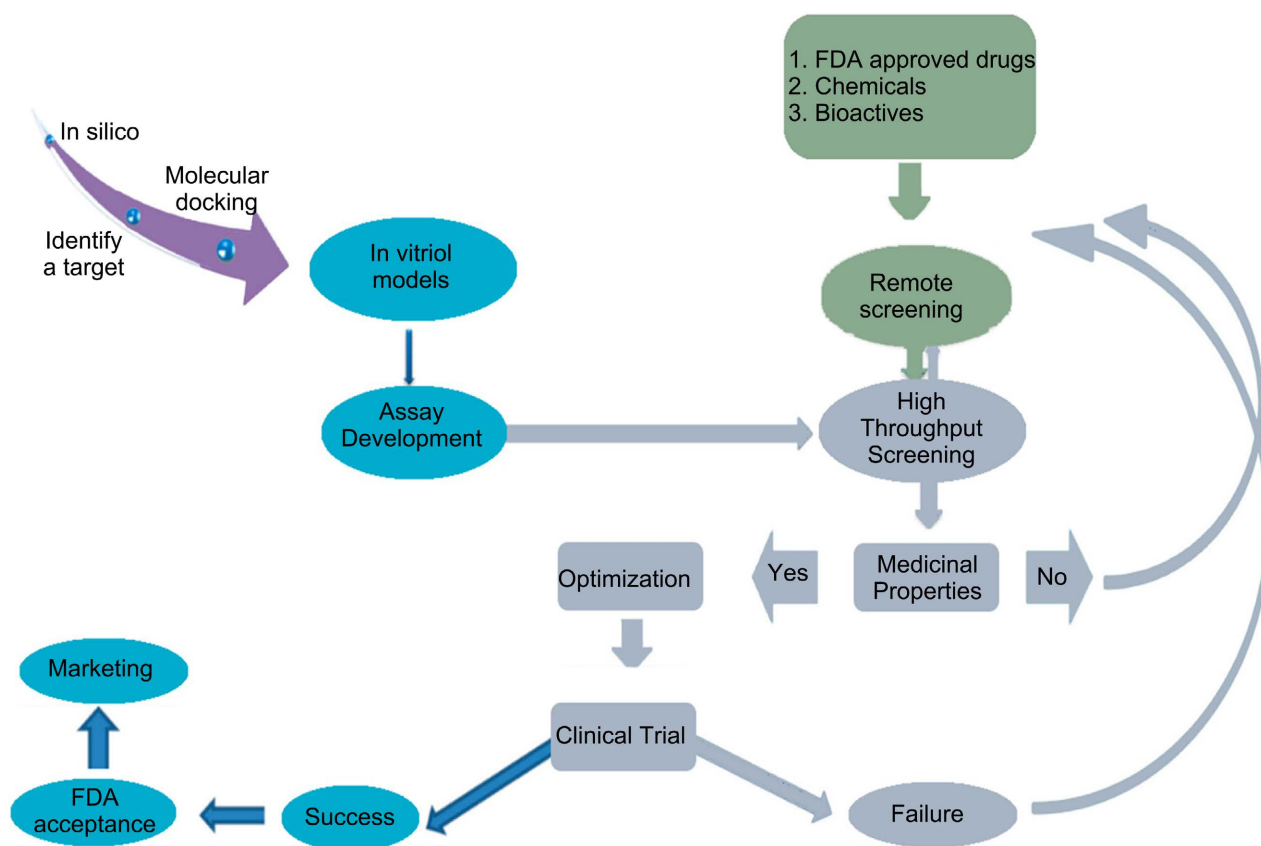 1. FDA approved drugs
2. Chemicals
3. Bioactives
In silico
Molecular
docking
Identify
a target
In vitriol
models
Remote
screening
Assay
Development
High
Throughput
Screening
Optimization
Yes
Medicinal
Properties
No
Marketing
Clinical Trial
FDA
acceptance
Success
Failure